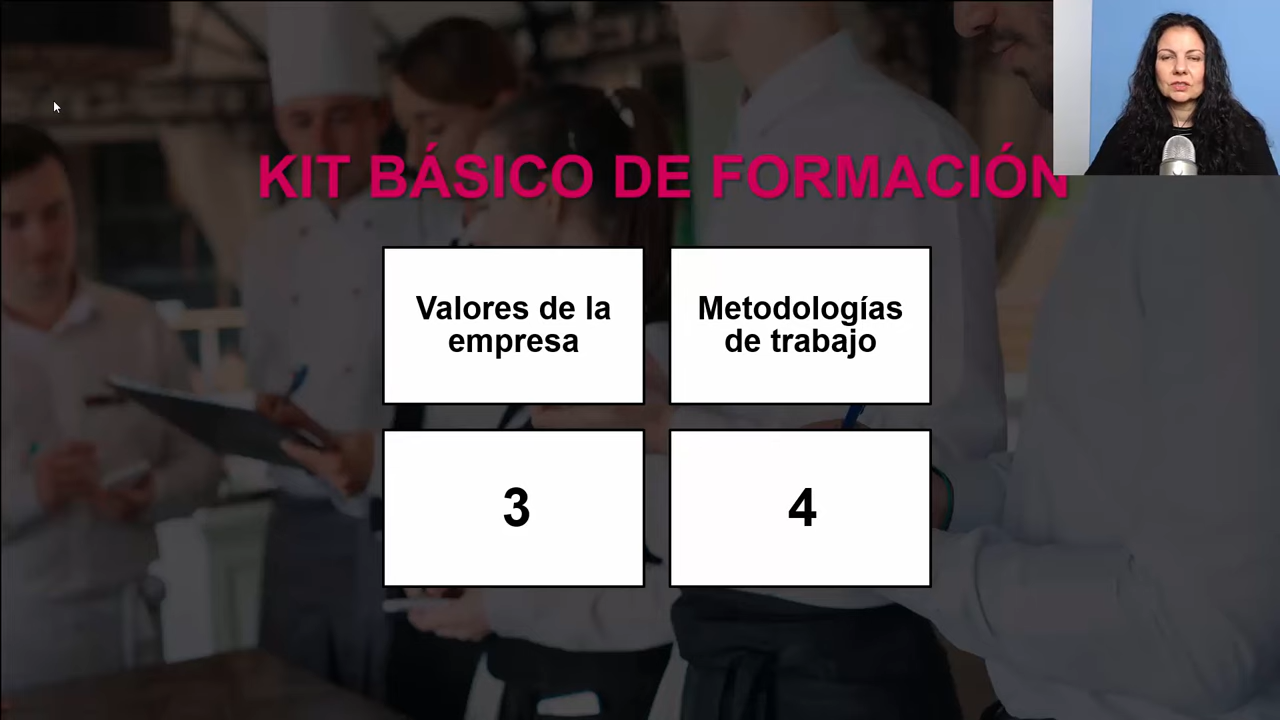 KIT BÁSICO DE FORMACIÓN
Valores de la
empresa
Metodologías
de trabajo
3
4